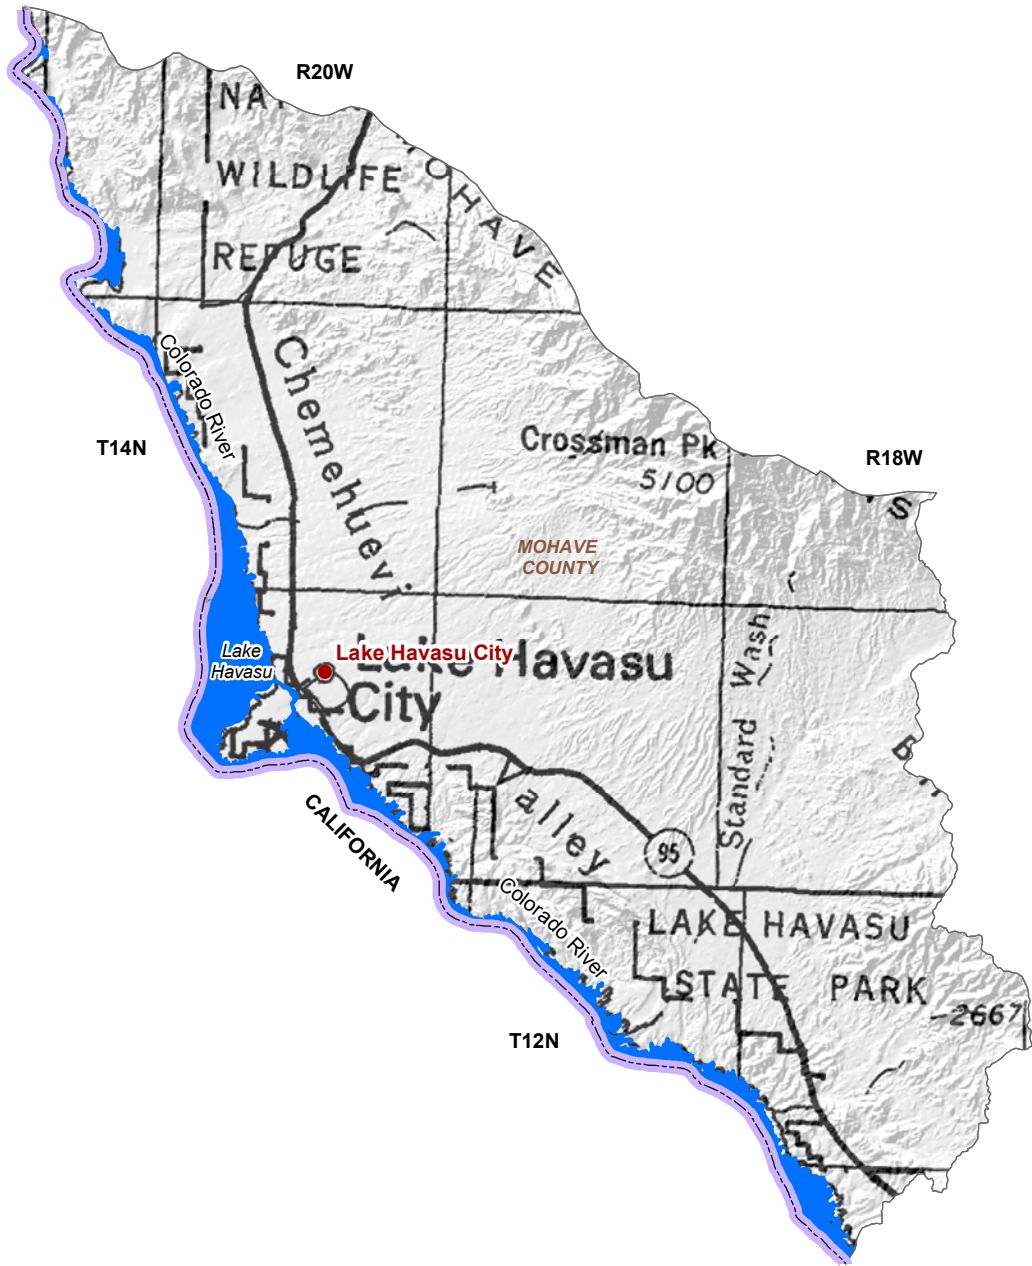 R20W
NA
WILDLIFE
MOHAVE
REFUGE
Colorado River
Chemehuevi
T14N
Crossman Pk
5100
R18W
S
MOHAVE
COUNTY
Standard Wash
Lake
Havasu
Lake Havasu City
Lake Havasu
City
B
CALIFORNIA
alley
95
Colorado River
LAKE HAVASU
STATE PARK
2667
T12N